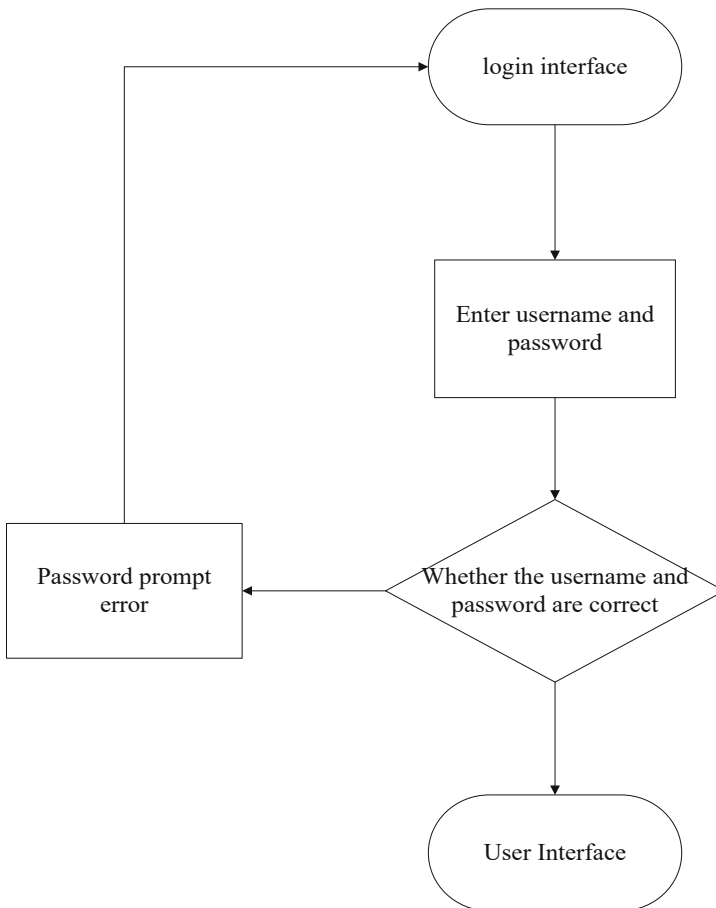 login interface
Enter username and
password
Whether the username and
password are correct
Password prompt
error
User Interface